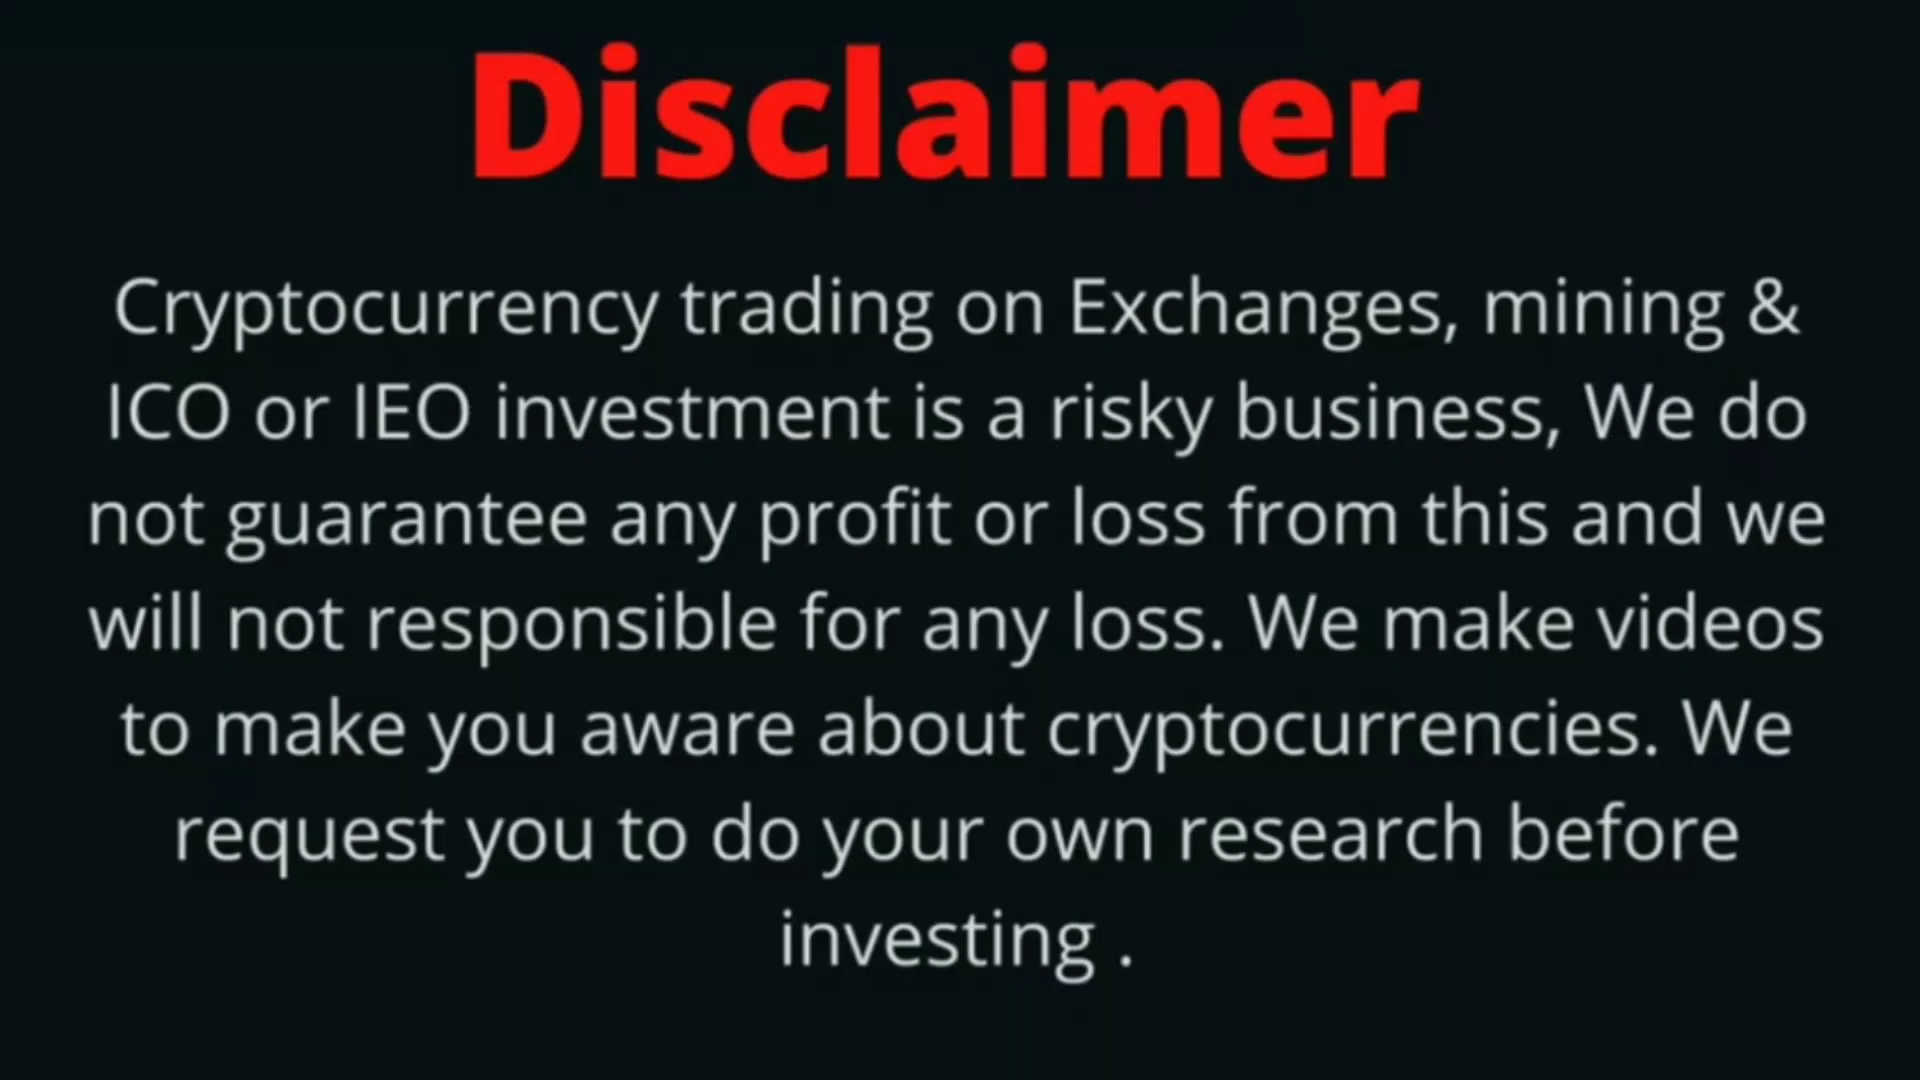 Disclaimer
Cryptocurrency trading on Exchanges, mining &
ICO or IEO investment is a risky business, We do
not guarantee any profit or loss from this and we
will not responsible for any loss. We make videos
to make you aware about cryptocurrencies. We
request you to do your own research before
investing .